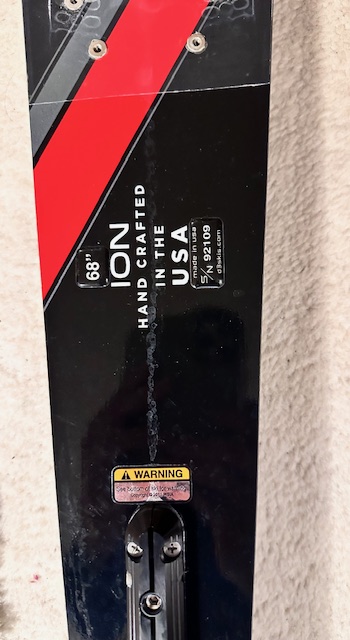 68"
ION
HAND CRAFTED
IN THE
USA
made in usa
S/N 92109
d3skis.com
WARNING